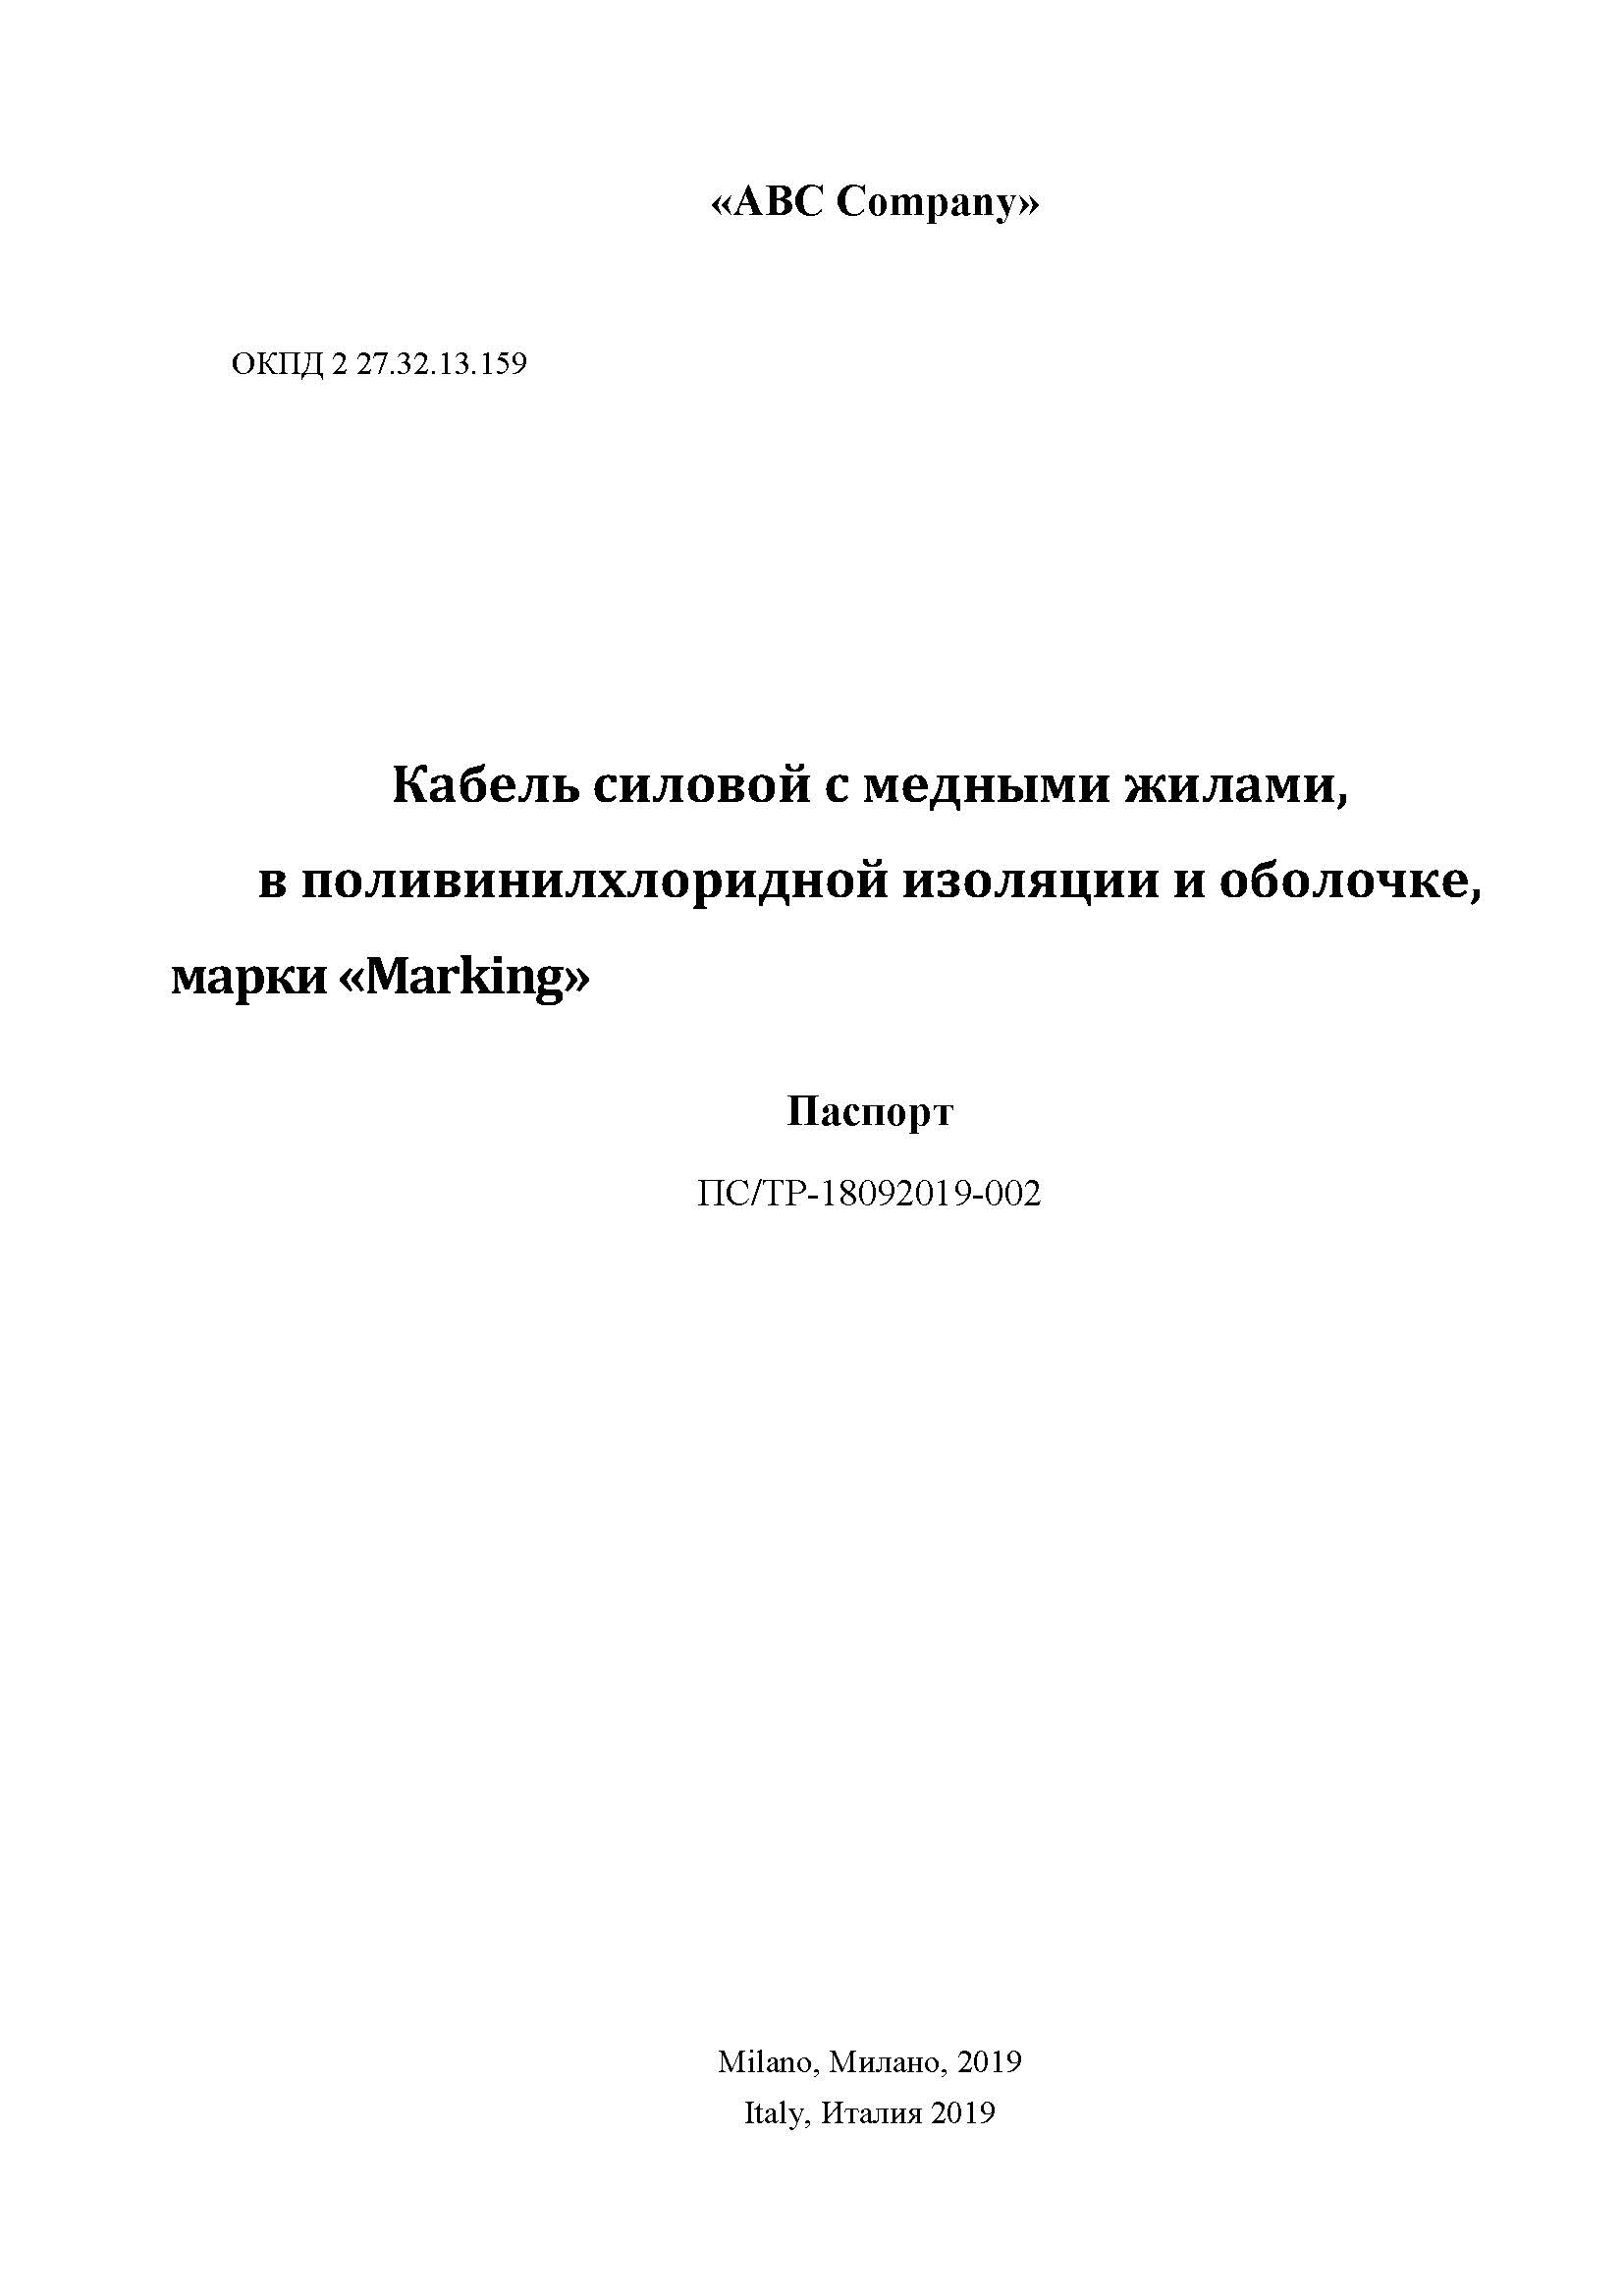 «ABC Company»
ОКПД 2 27.32.13.159
Кабель силовой с медными жилами,
в поливинилхлоридной изоляции и оболочке,
марки «Marking»
Паспорт
ПС/ТР-18092019-002
Milano, Милано, 2019
Italy, Италия 2019